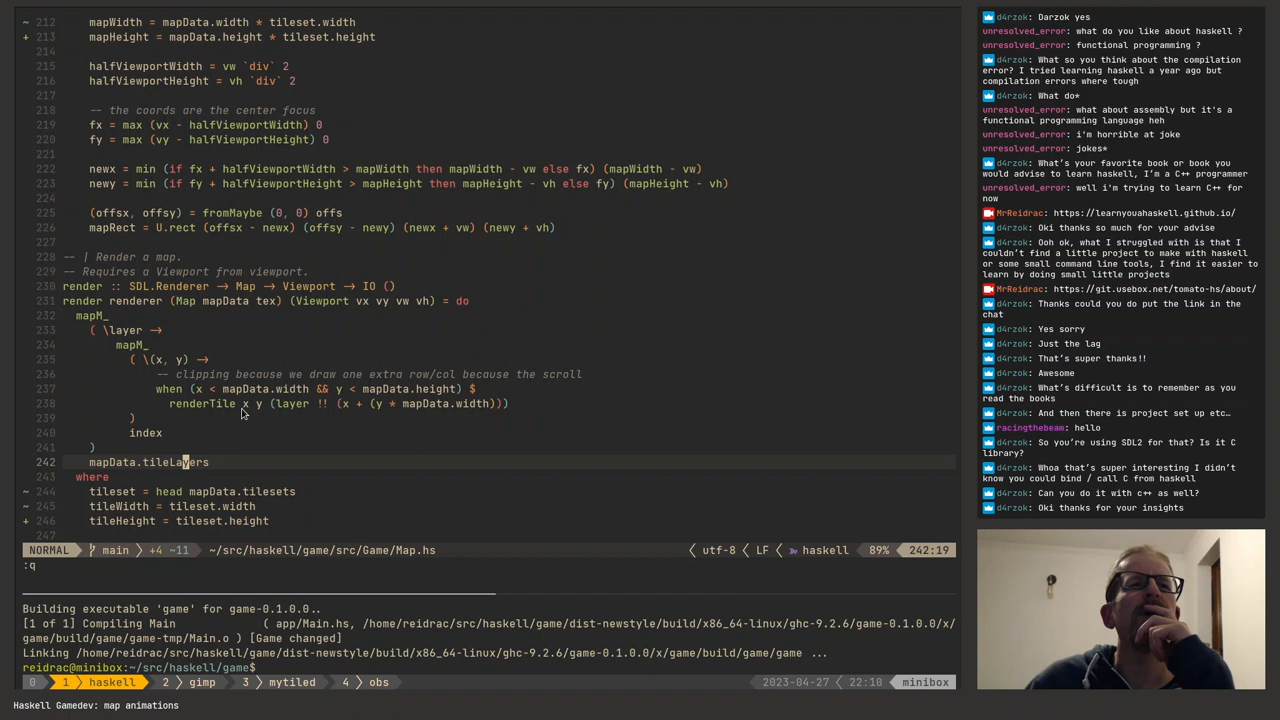 ~ 212 mapWidth = mapData.width * tileset.width
+ 213 mapHeight = mapData.height * tileset.height
214
215 halfViewportWidth = vw `div` 2
216 halfViewportHeight = vh `div` 2
217
218 -- the coords are the center focus
219 fx = max (vx - halfViewportWidth) 0
220 fy = max (vy - halfViewportHeight) 0
221
222 newx = min (if fx + halfViewportWidth > mapWidth then mapWidth - vw else fx) (mapWidth - vw)
223 newy = min (if fy + halfViewportHeight > mapHeight then mapHeight - vh else fy) (mapHeight - vh)
224
225 (offsx, offsy) = fromMaybe (0, 0) offs
226 mapRect = U.rect (offsx - newx) (offsy - newy) (newx + vw) (newy + vh)
227
228 -- | Render a map.
229 -- Requires a Viewport from viewport.
230 render :: SDL.Renderer -> Map -> Viewport -> IO ()
231 render renderer (Map mapData tex) (Viewport vx vy vw vh) = do
232 mapM_
233 ( \layer ->
234 mapM_
235 ( \(x, y) ->
236 -- clipping because we draw one extra row/col because the scroll
237 when (x < mapData.width && y < mapData.height) $
238 renderTile x y (layer !! (x + (y * mapData.width)))
239 )
240 index
241 )
242 mapData.tileLayers
243 where
~ 244 tileset = head mapData.tilesets
~ 245 tileWidth = tileset.width
+ 246 tileHeight = tileset.height
247
NORMAL main +4 ~11 ~/src/haskell/game/src/Game/Map.hs utf-8 LF haskell 89% 242:19
:q
Building executable 'game' for game-0.1.0.0..
[1 of 1] Compiling Main ( app/Main.hs, /home/reidrac/src/haskell/game/dist-newstyle/build/x86_64-linux/ghc-9.2.6/game-0.1.0.0/x/
game/build/game/game-tmp/Main.o ) [Game changed]
Linking /home/reidrac/src/haskell/game/dist-newstyle/build/x86_64-linux/ghc-9.2.6/game-0.1.0.0/x/game/build/game/game ...
reidrac@minibox:~/src/haskell/game$
0 1 haskell 2 gimp 3 mytiled 4 obs 2023-04-27 22:10 minibox
Haskell Gamedev: map animations
d4rzok: Darzok yes
unresolved_error: what do you like about haskell ?
unresolved_error: functional programming ?
d4rzok: What so you think about the compilation
error? I tried learning haskell a year ago but
compilation errors where tough
d4rzok: What do*
unresolved_error: what about assembly but it's a
functional programming language heh
unresolved_error: i'm horrible at joke
unresolved_error: jokes*
d4rzok: What's your favorite book or book you
would advise to learn haskell, I'm a C++ programmer
unresolved_error: well i'm trying to learn C++ for
now
MrReidrac: https://learnyouahaskell.github.io/
d4rzok: Oki thanks so much for your advise
d4rzok: Ooh ok, what I struggled with is that I
couldn't find a little project to make with haskell
or some small command line tools, I find it easier to
learn by doing small little projects
MrReidrac: https://git.usebox.net/tomato-hs/about/
d4rzok: Thanks could you do put the link in the
chat
d4rzok: Yes sorry
d4rzok: Just the lag
d4rzok: That's super thanks!!
d4rzok: Awesome
d4rzok: What's difficult is to remember as you
read the books
d4rzok: And then there is project set up etc…
racingthebeam: hello
d4rzok: So you're using SDL2 for that? Is it C
library?
d4rzok: Whoa that's super interesting I didn't
know you could bind / call C from haskell
d4rzok: Can you do it with c++ as well?
d4rzok: Oki thanks for your insights